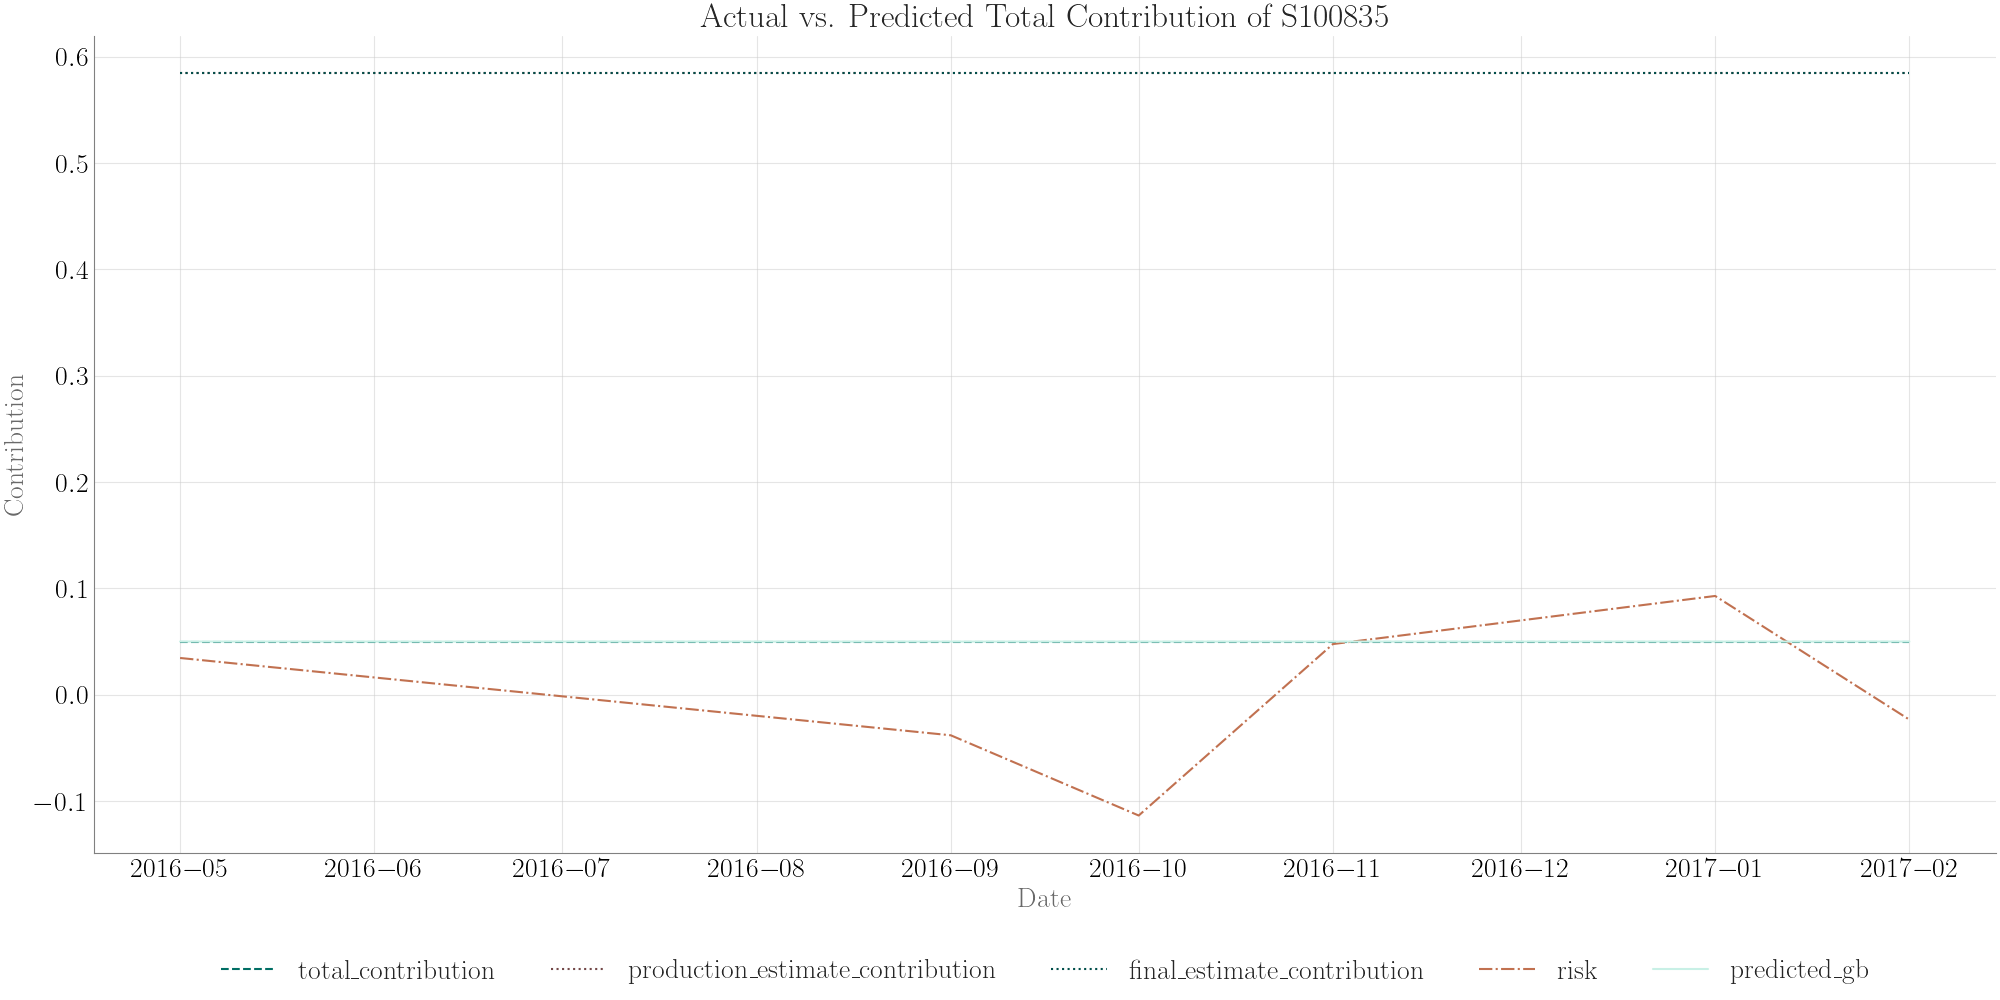 Actual vs. Predicted Total Contribution of S100835
0.6
0.5
0.4
0.3
0.2
0.1
0.0
−0.1
Contribution
2016−05 2016−06 2016−07 2016−08 2016−09 2016−10 2016−11 2016−12 2017−01 2017−02
Date
total_contribution production_estimate_contribution final_estimate_contribution risk predicted_gb